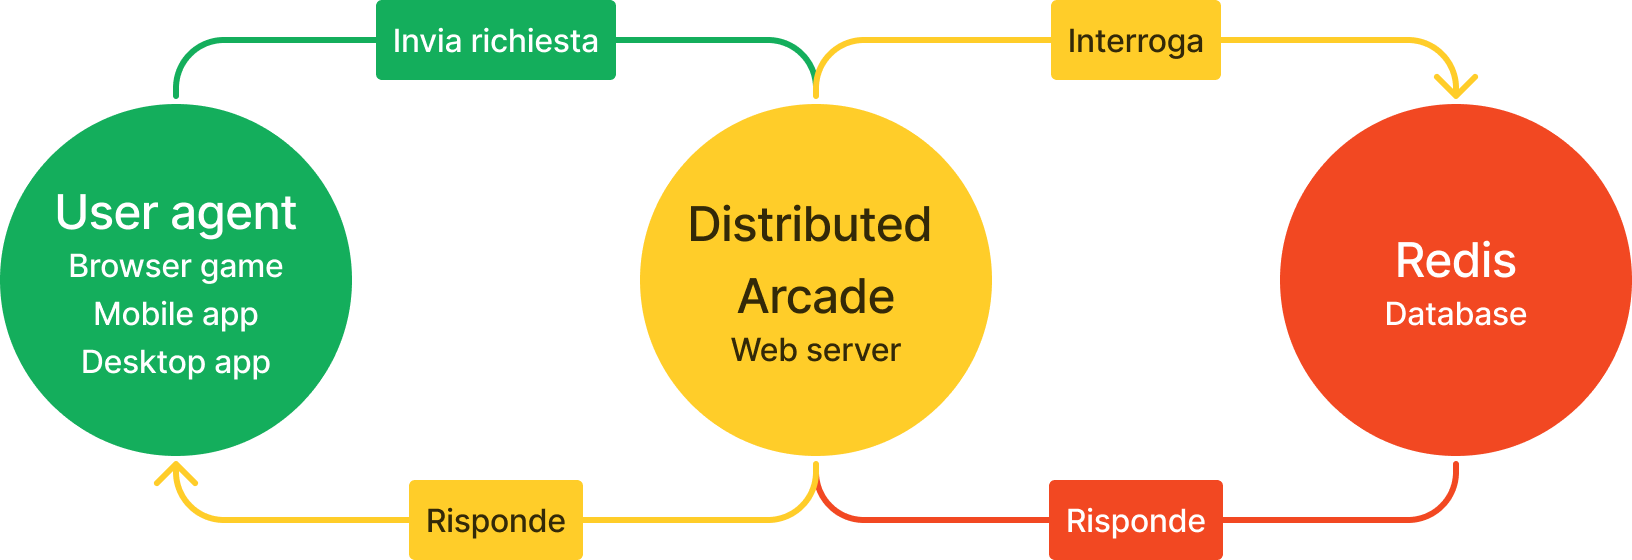 Invia richiesta
Interroga
User agent
Browser game
Mobile app
Desktop app
Distributed
Arcade
Web server
Redis
Database
Risponde
Risponde